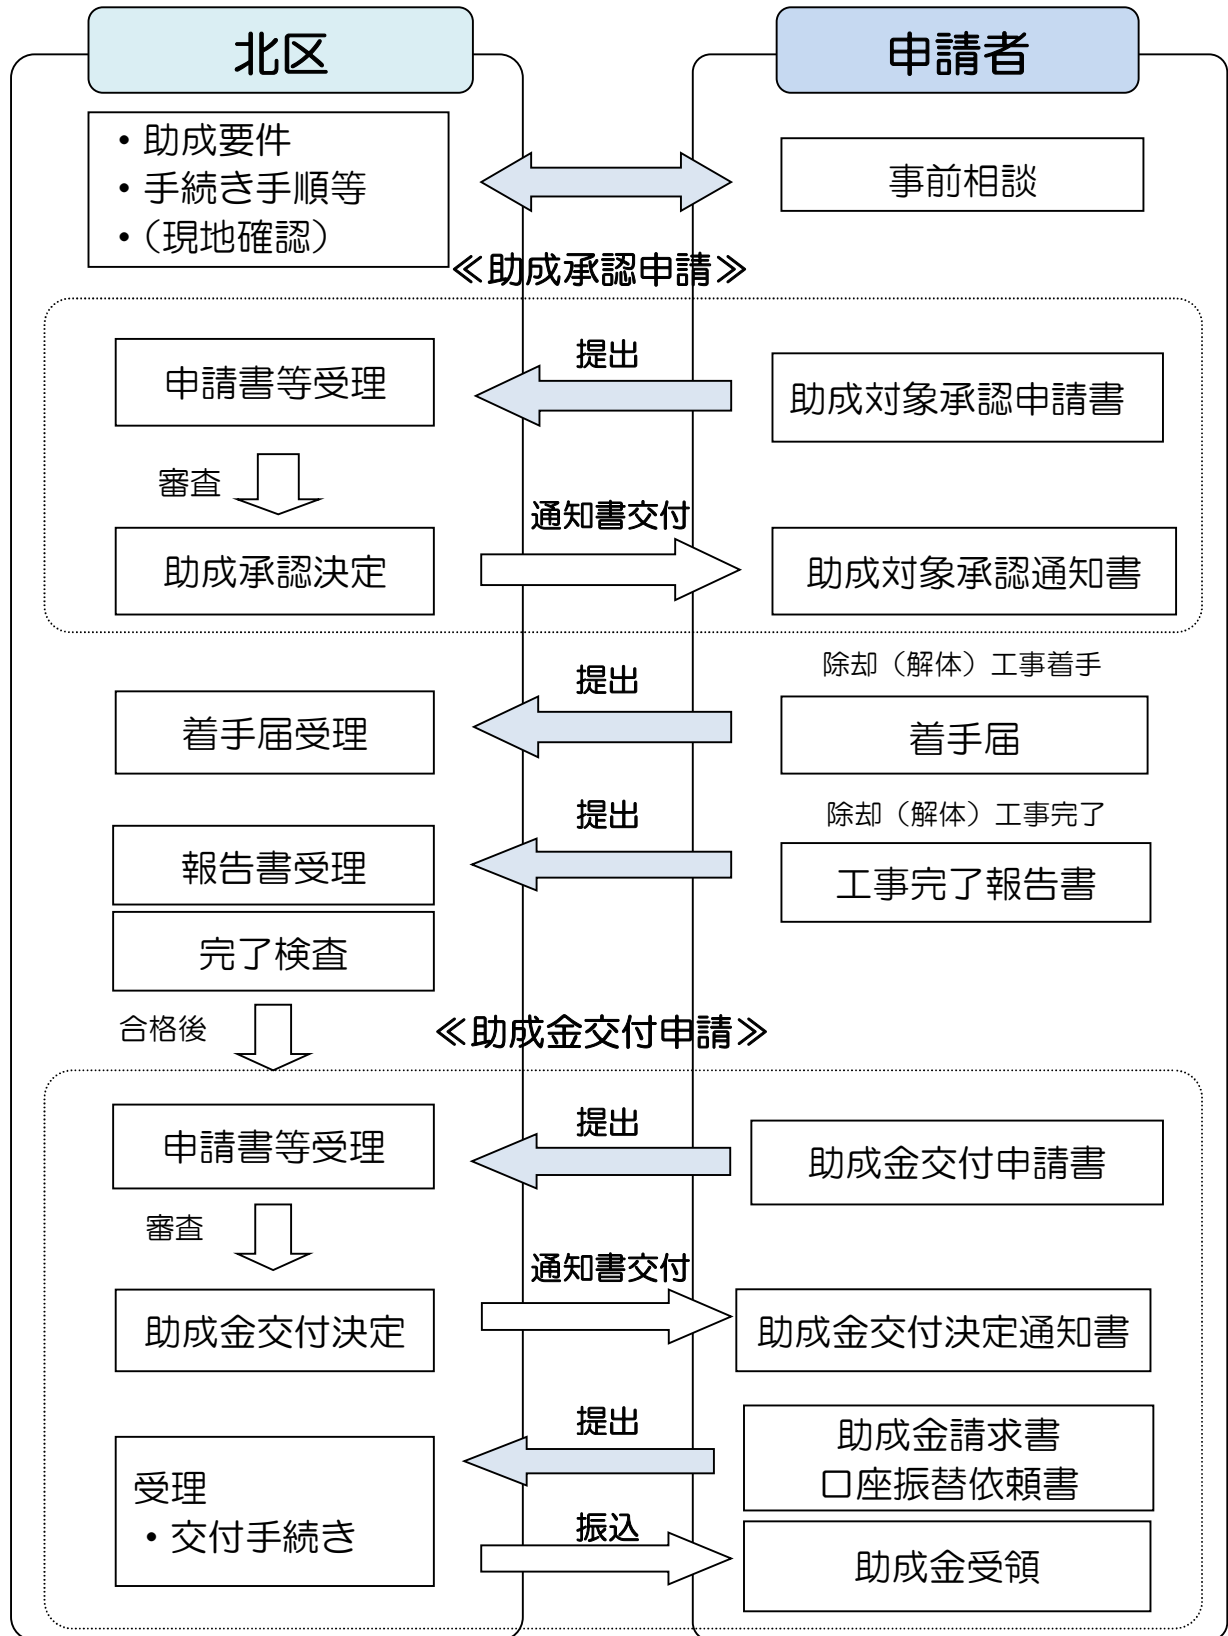 北区
申請者
・助成要件
・手続き手順等
・（現地確認）
事前相談
≪助成承認申請≫
申請書等受理
提出
助成対象承認申請書
審査
助成承認決定
通知書交付
助成対象承認通知書
除却（解体）工事着手
着手届受理
提出
着手届
除却（解体）工事完了
報告書受理
提出
工事完了報告書
完了検査
合格後
≪助成金交付申請≫
申請書等受理
提出
助成金交付申請書
審査
助成金交付決定
通知書交付
助成金交付決定通知書
提出
助成金請求書
口座振替依頼書
受理
・交付手続き
振込
助成金受領